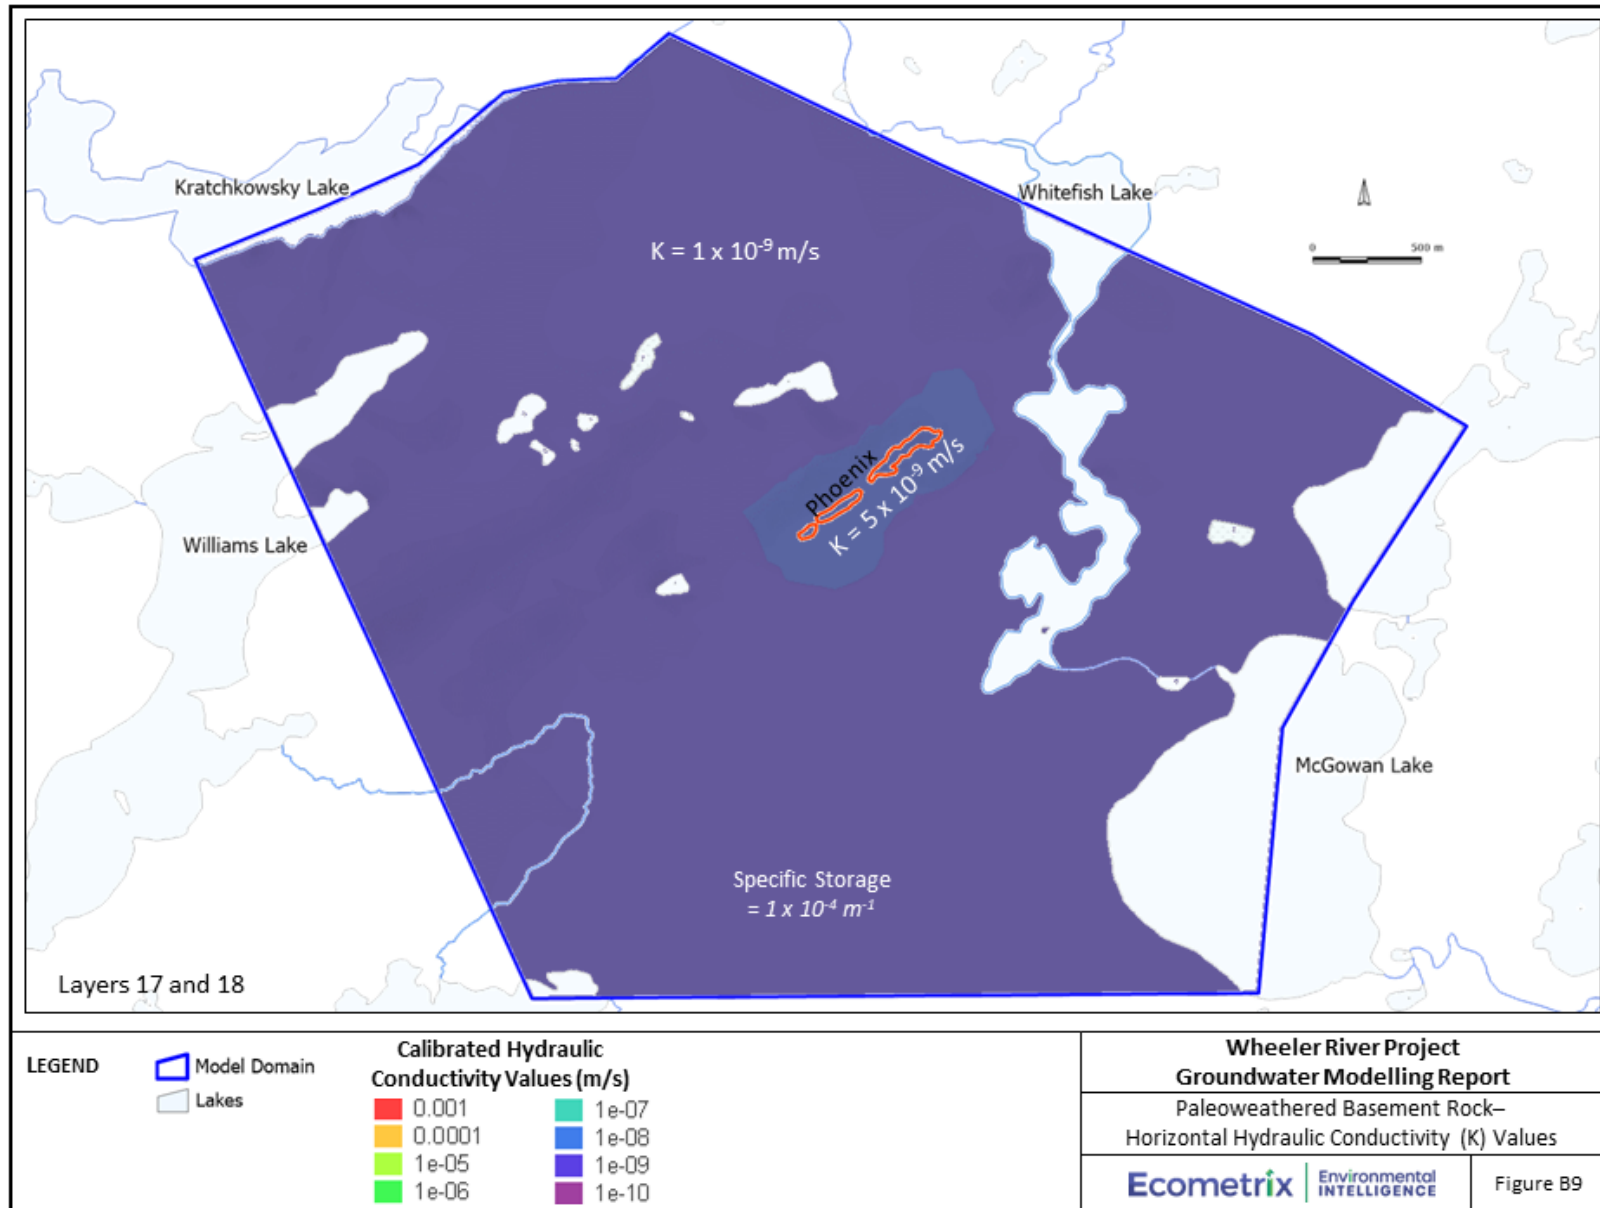 Kratchkowsky Lake
Whitefish Lake
K = 1 x 10⁻⁹ m/s
0 500 m
Phoenix
K = 5 x 10⁻⁹ m/s
Williams Lake
McGowan Lake
Specific Storage
= 1 x 10⁻⁴ m⁻¹
Layers 17 and 18
LEGEND
Model Domain
Lakes
Calibrated Hydraulic
Conductivity Values (m/s)
0.001
0.0001
1e-05
1e-06
1e-07
1e-08
1e-09
1e-10
Wheeler River Project
Groundwater Modelling Report
Paleoweathered Basement Rock–
Horizontal Hydraulic Conductivity (K) Values
Ecometrix
Environmental
INTELLIGENCE
Figure B9